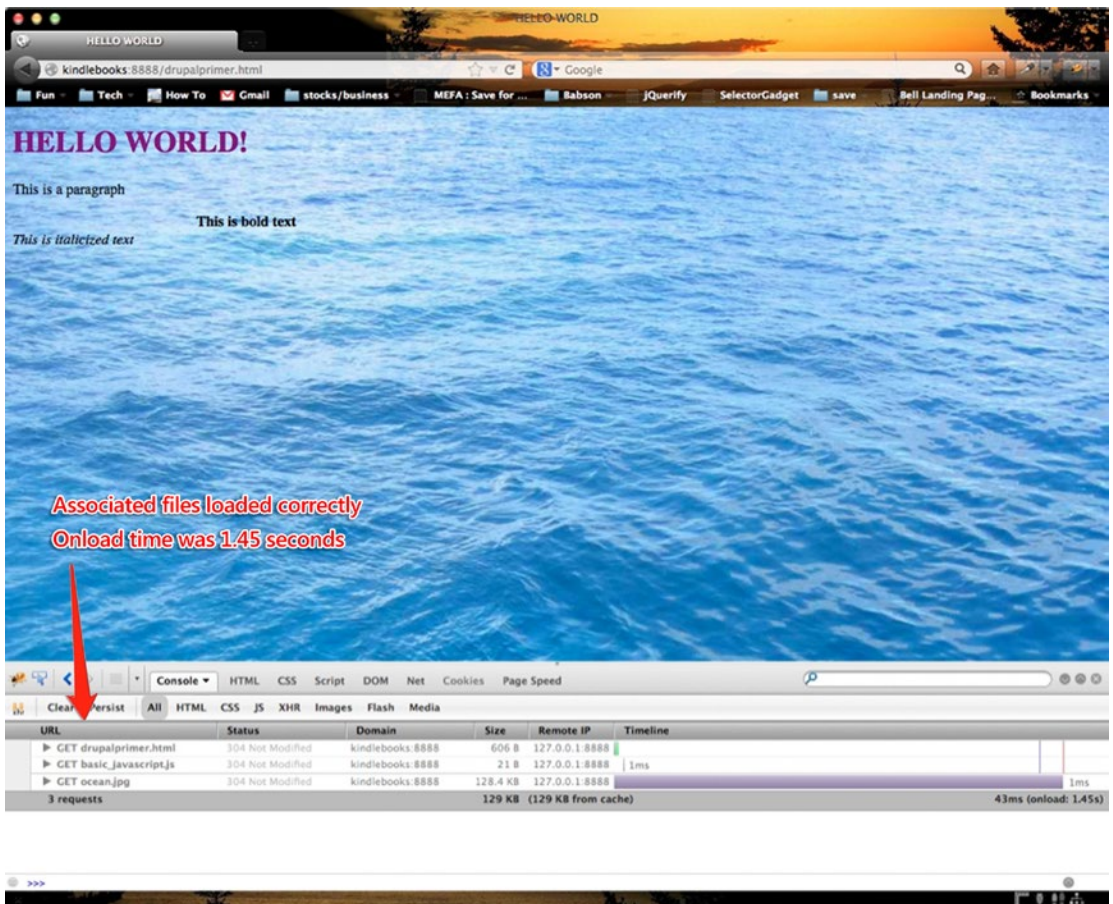 HELLO WORLD
HELLO WORLD
kindlebooks:8888/drupalprimer.html
Google
Fun Tech How To Gmail stocks/business MEFA : Save for ... Babson jQuerify SelectorGadget save Bell Landing Pag... Bookmarks
HELLO WORLD!
This is a paragraph
This is bold text
This is italicized text
Associated files loaded correctly
Onload time was 1.45 seconds
Console HTML CSS Script DOM Net Cookies Page Speed
Clear Persist All HTML CSS JS XHR Images Flash Media
URL Status Domain Size Remote IP Timeline
GET drupalprimer.html 304 Not Modified kindlebooks:8888 606 B 127.0.0.1:8888
GET basic_javascript.js 304 Not Modified kindlebooks:8888 21 B 127.0.0.1:8888 1ms
GET ocean.jpg 304 Not Modified kindlebooks:8888 128.4 KB 127.0.0.1:8888 1ms
3 requests 129 KB (129 KB from cache) 43ms (onload: 1.45s)
>>>